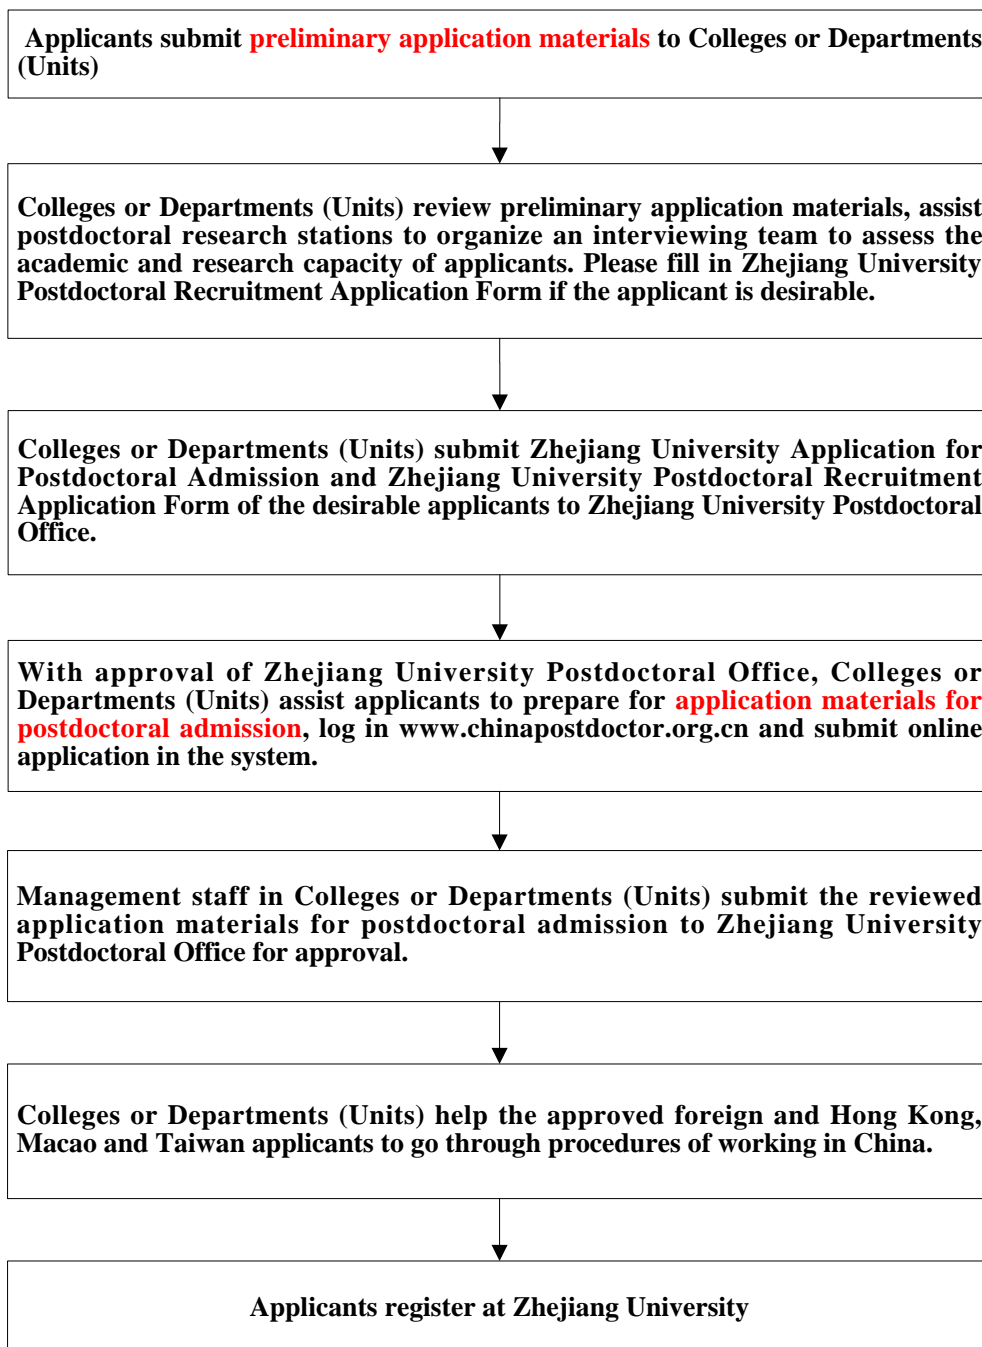 Applicants submit preliminary application materials to Colleges or Departments
(Units)
Colleges or Departments (Units) review preliminary application materials, assist
postdoctoral research stations to organize an interviewing team to assess the
academic and research capacity of applicants. Please fill in Zhejiang University
Postdoctoral Recruitment Application Form if the applicant is desirable.
Colleges or Departments (Units) submit Zhejiang University Application for
Postdoctoral Admission and Zhejiang University Postdoctoral Recruitment
Application Form of the desirable applicants to Zhejiang University Postdoctoral
Office.
With approval of Zhejiang University Postdoctoral Office, Colleges or
Departments (Units) assist applicants to prepare for application materials for
postdoctoral admission, log in www.chinapostdoctor.org.cn and submit online
application in the system.
Management staff in Colleges or Departments (Units) submit the reviewed
application materials for postdoctoral admission to Zhejiang University
Postdoctoral Office for approval.
Colleges or Departments (Units) help the approved foreign and Hong Kong,
Macao and Taiwan applicants to go through procedures of working in China.
Applicants register at Zhejiang University